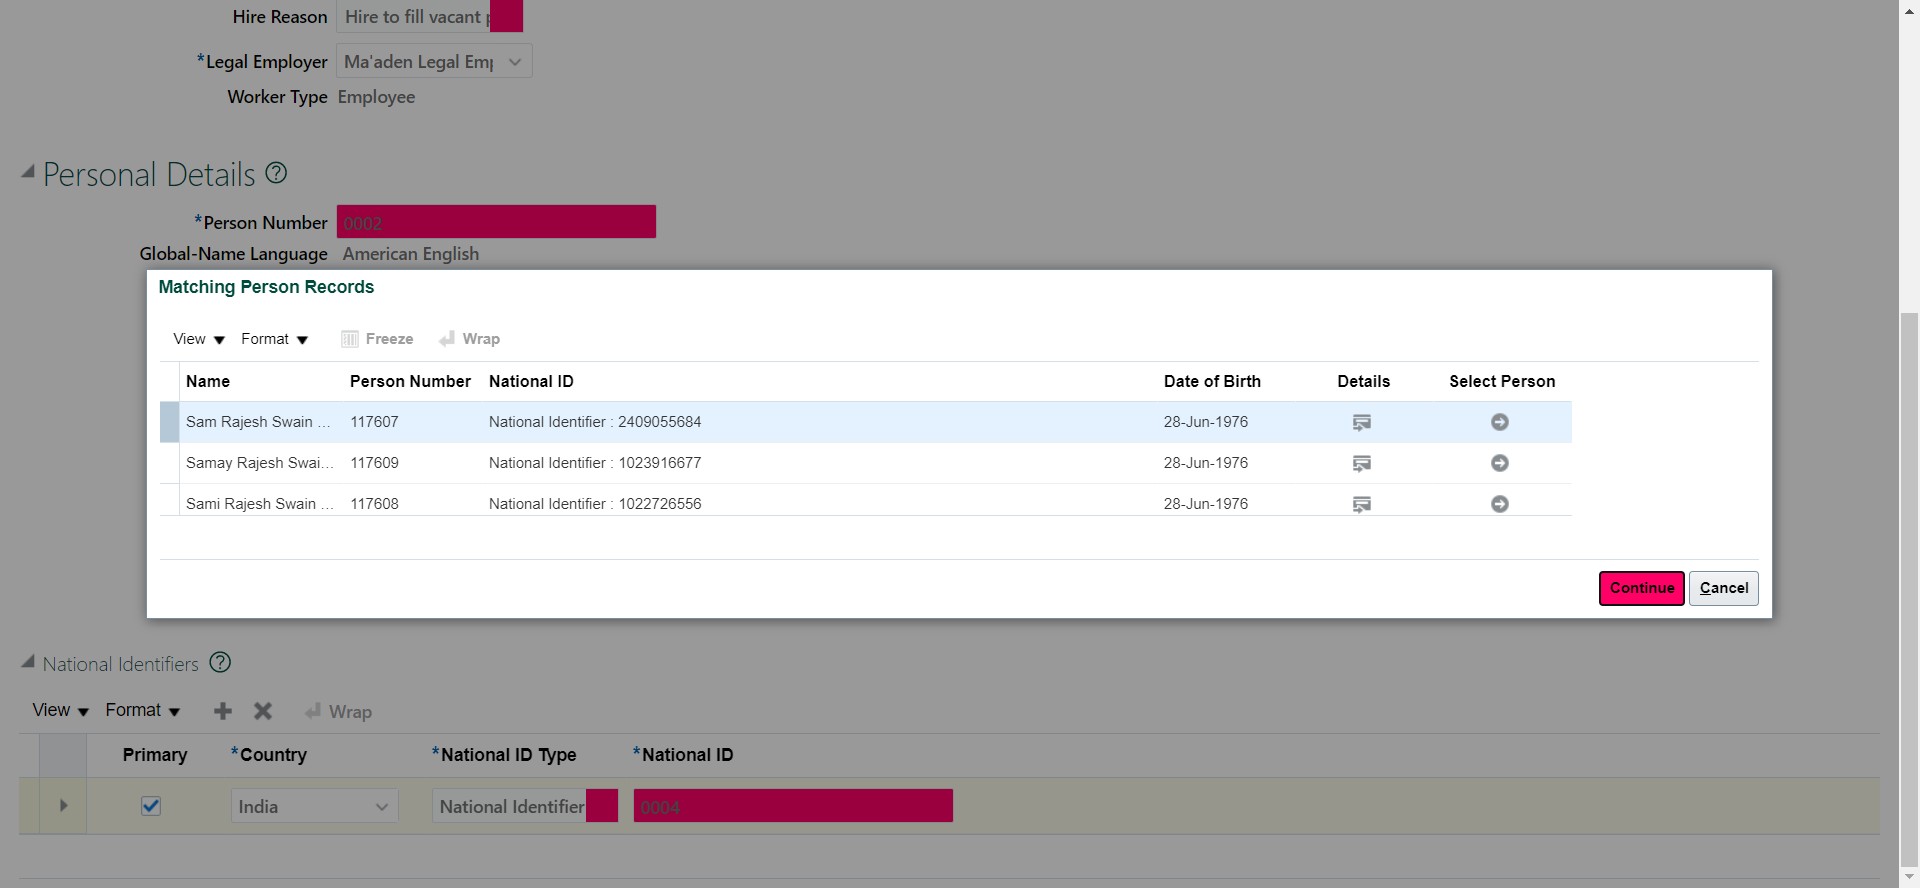 Hire Reason Hire to fill vacant
*Legal Employer Ma'aden Legal Em
Worker Type Employee
Personal Details ?
*Person Number 0002
Global-Name Language American English
Matching Person Records
View Format Freeze Wrap
Name Person Number National ID Date of Birth Details Select Person
Sam Rajesh Swain ... 117607 National Identifier : 2409055684 28-Jun-1976
Samay Rajesh Swai... 117609 National Identifier : 1023916677 28-Jun-1976
Sami Rajesh Swain ... 117608 National Identifier : 1022726556 28-Jun-1976
Continue Cancel
National Identifiers ?
View Format Wrap
Primary *Country *National ID Type *National ID
India National Identifier 0004